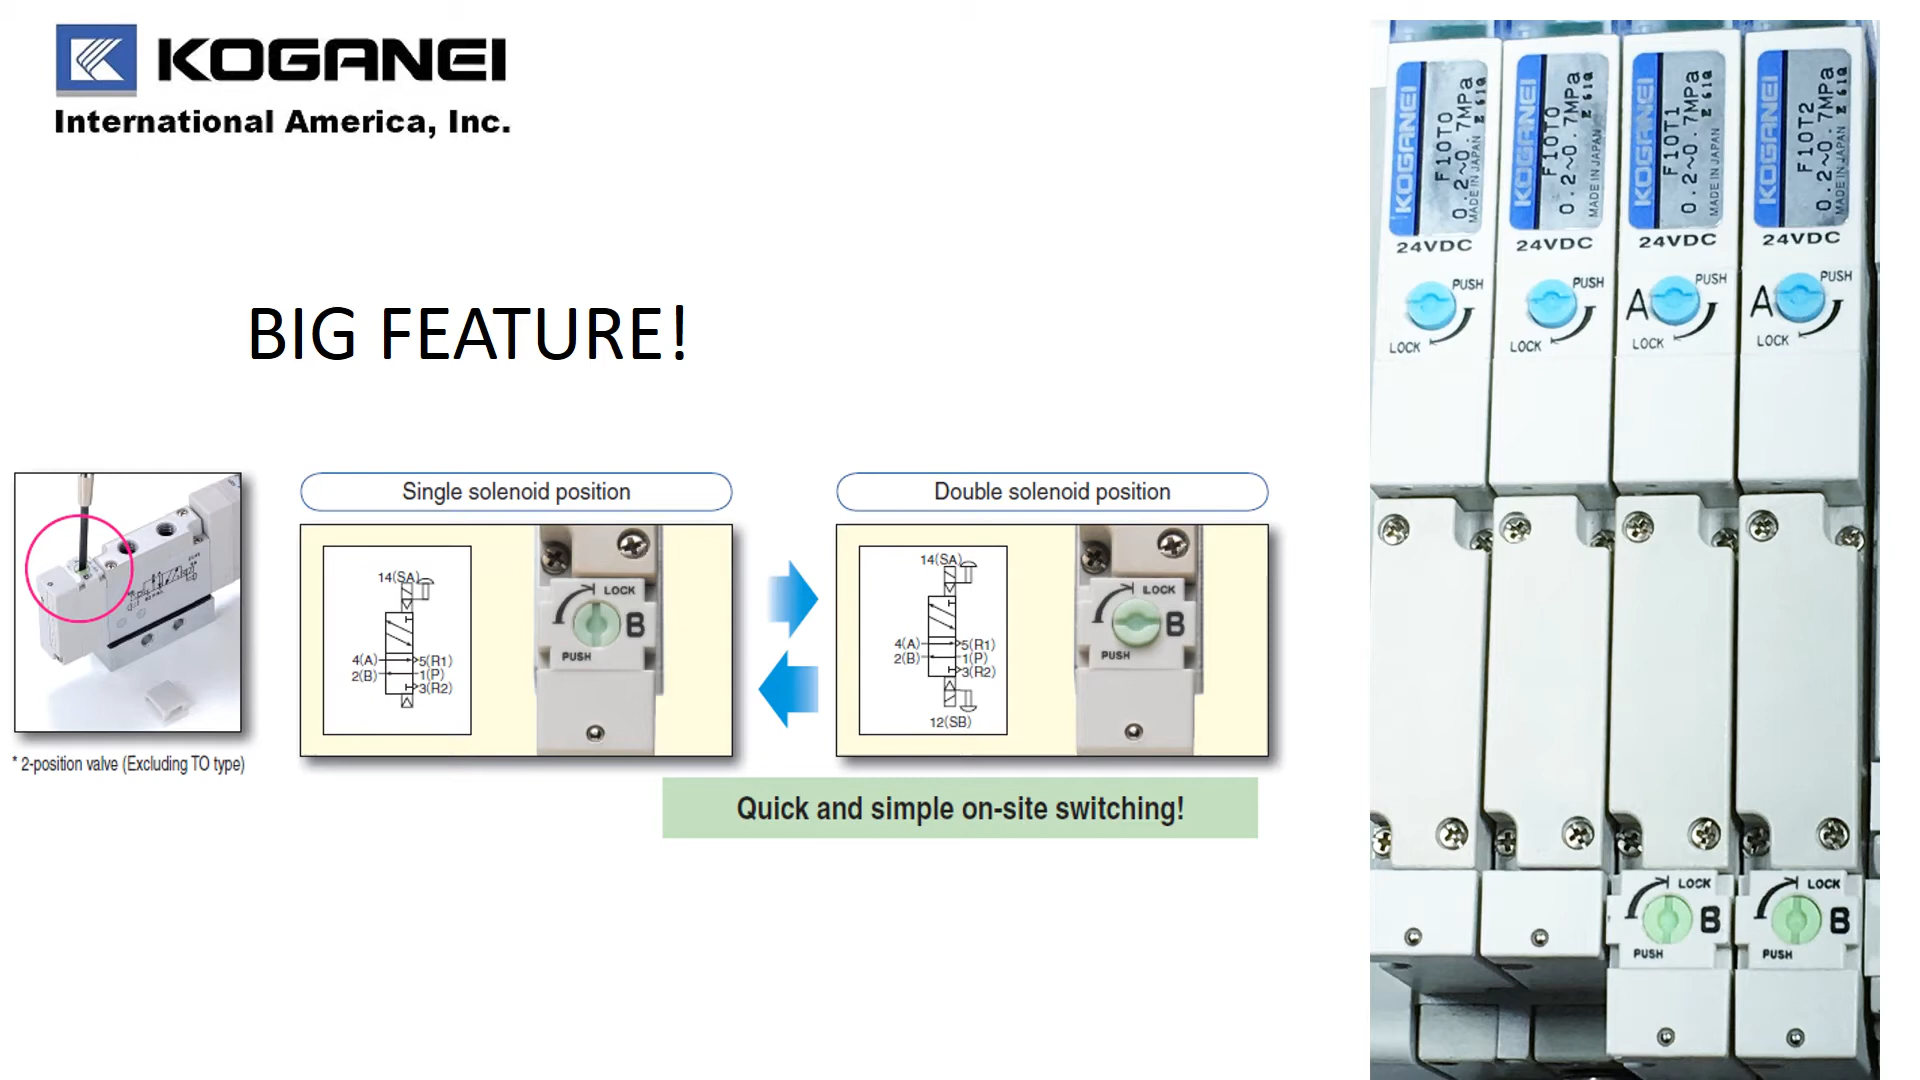 KOGANEI
International America, Inc.
BIG FEATURE!
* 2-position valve (Excluding TO type)
Single solenoid position
14(SA)
4(A)
2(B)
5(R1)
1(P)
3(R2)
LOCK
B
PUSH
Double solenoid position
14(SA)
4(A)
2(B)
5(R1)
1(P)
3(R2)
12(SB)
LOCK
B
PUSH
Quick and simple on-site switching!
KOGANEI
F10T0
0.2~0.7MPa
MADE IN JAPAN
24VDC
PUSH
LOCK
KOGANEI
F10T0
0.2~0.7MPa
MADE IN JAPAN
24VDC
PUSH
LOCK
KOGANEI
F10T1
0.2~0.7MPa
MADE IN JAPAN
24VDC
A
PUSH
LOCK
LOCK
B
PUSH
KOGANEI
F10T2
0.2~0.7MPa
MADE IN JAPAN
24VDC
A
PUSH
LOCK
LOCK
B
PUSH